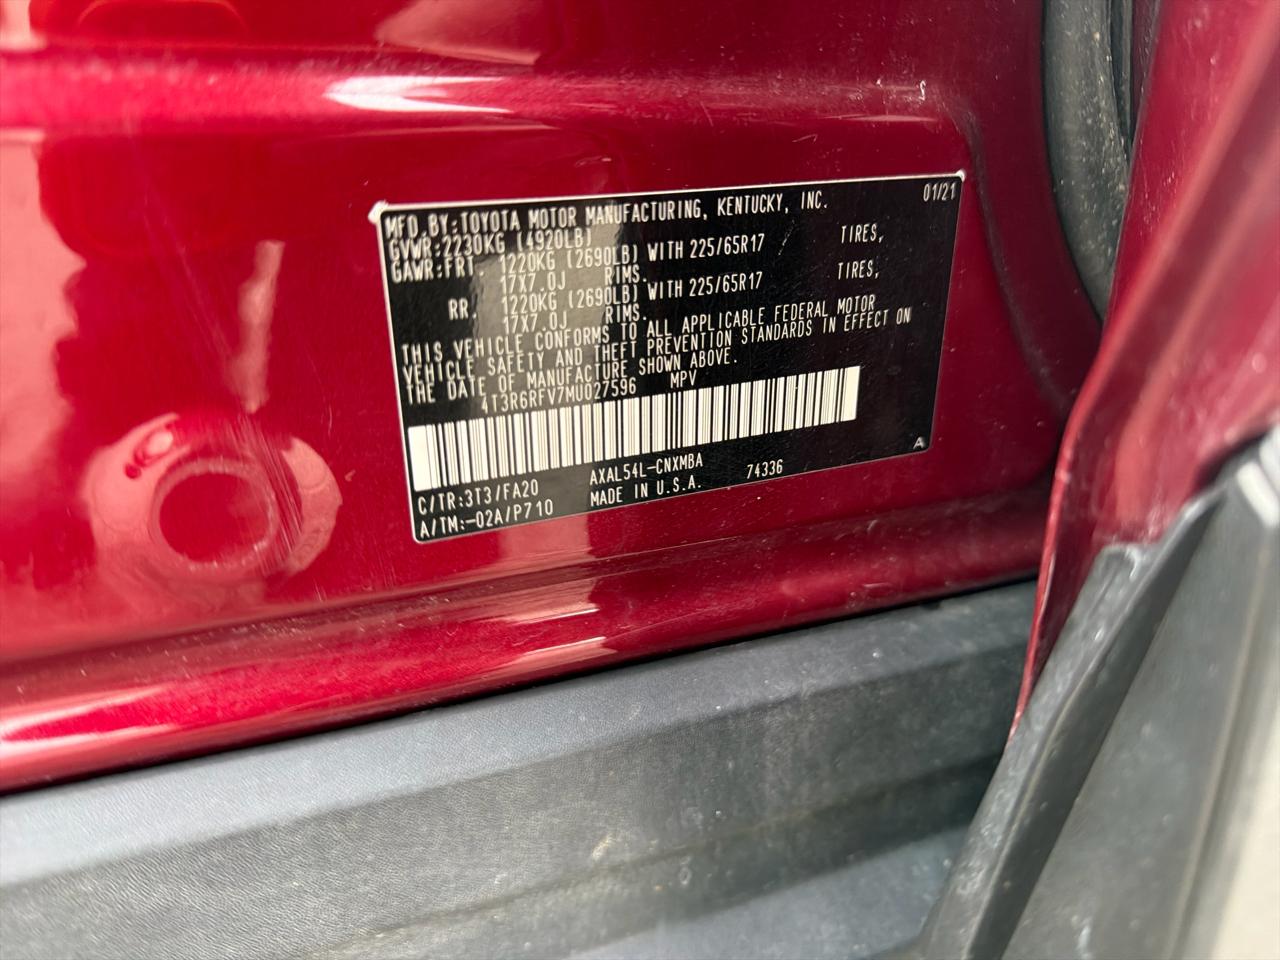 MFD.BY:TOYOTA MOTOR MANUFACTURING, KENTUCKY, INC. 01/21
GVWR:2230KG (4920LB)
GAWR:FRT. 1220KG (2690LB) WITH 225/65R17 TIRES,
17X7.0J RIMS.
RR. 1220KG (2690LB) WITH 225/65R17 TIRES,
17X7.0J RIMS.
THIS VEHICLE CONFORMS TO ALL APPLICABLE FEDERAL MOTOR
VEHICLE SAFETY AND THEFT PREVENTION STANDARDS IN EFFECT ON
THE DATE OF MANUFACTURE SHOWN ABOVE.
4T3R6RFV7MU027596 MPV
C/TR:3T3/FA20 AXAL54L-CNXMBA 74336 A
A/TM:-02A/P710 MADE IN U.S.A.